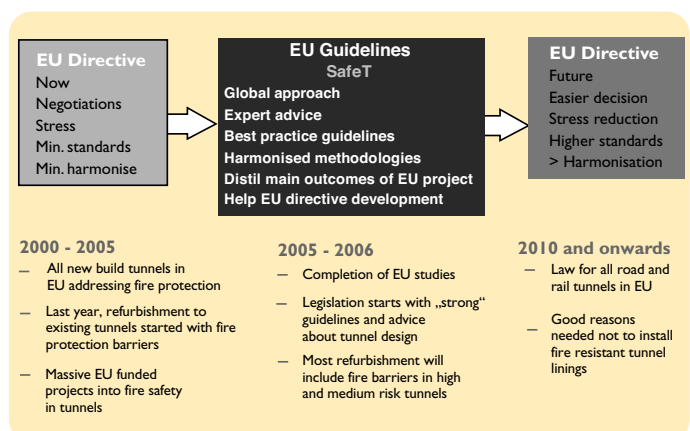 EU Directive
Now
Negotiations
Stress
Min. standards
Min. harmonise
EU Guidelines
SafeT
Global approach
Expert advice
Best practice guidelines
Harmonised methodologies
Distil main outcomes of EU project
Help EU directive development
EU Directive
Future
Easier decision
Stress reduction
Higher standards
> Harmonisation
2000 - 2005
– All new build tunnels in
EU addressing fire protection
– Last year, refurbishment to
existing tunnels started with fire
protection barriers
– Massive EU funded
projects into fire safety
in tunnels
2005 - 2006
– Completion of EU studies
– Legislation starts with „strong“
guidelines and advice
about tunnel design
– Most refurbishment will
include fire barriers in high
and medium risk tunnels
2010 and onwards
– Law for all road and
rail tunnels in EU
– Good reasons
needed not to install
fire resistant tunnel
linings